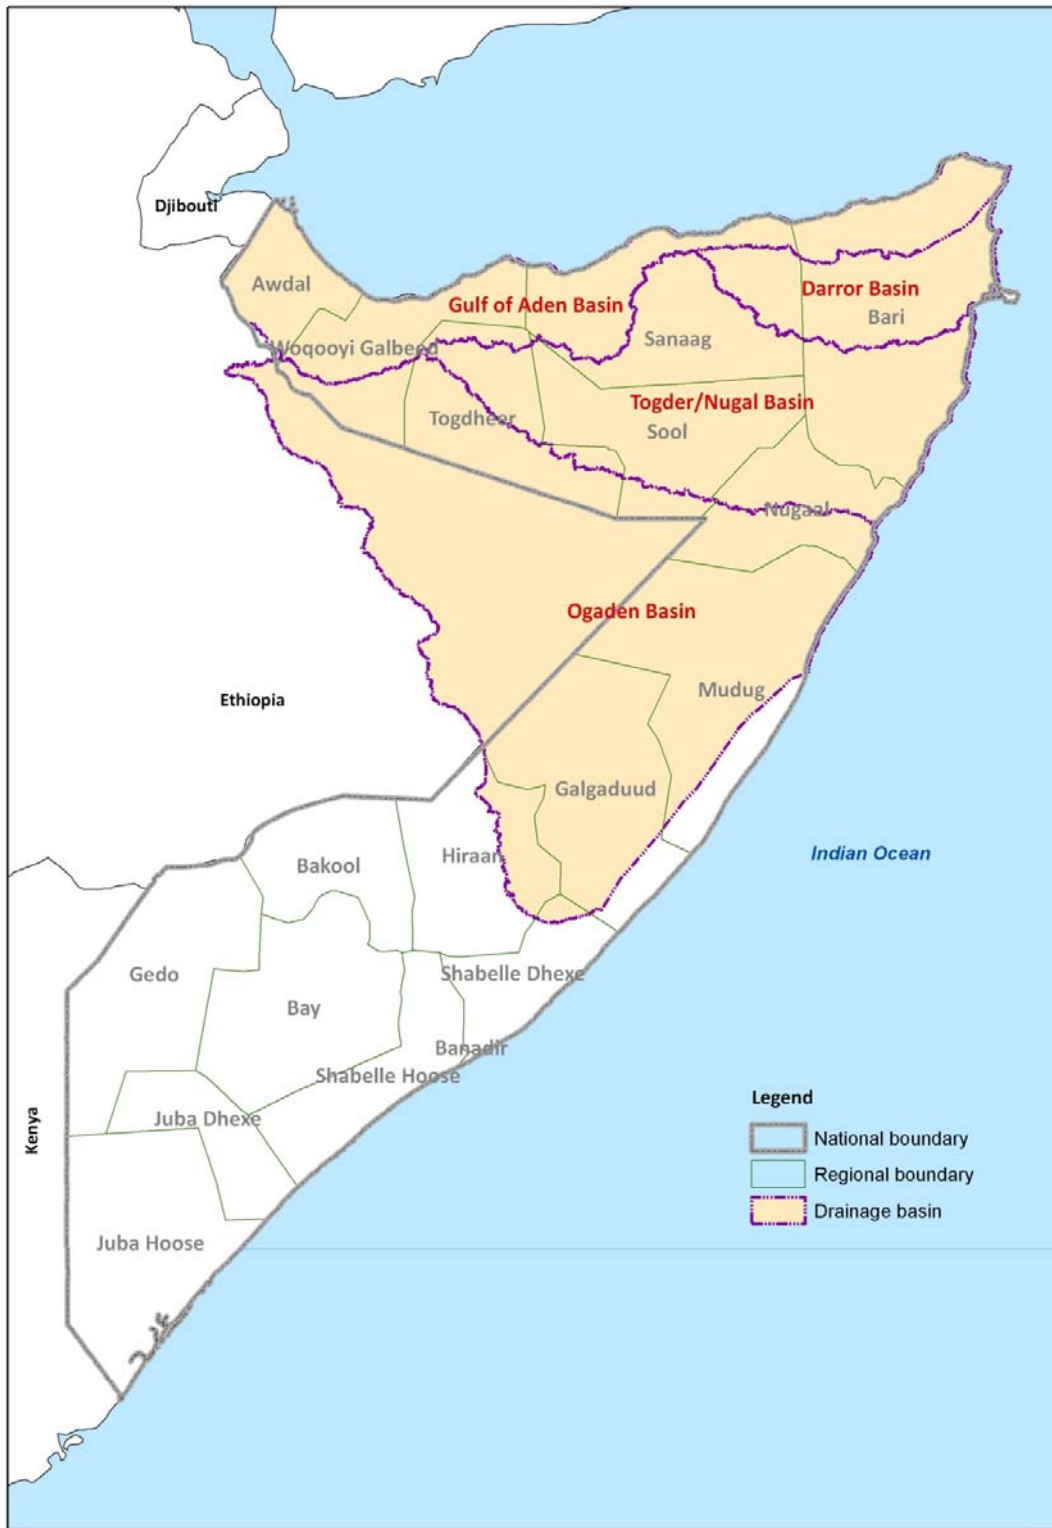 Djibouti
Awdal
Gulf of Aden Basin
Darror Basin
Bari
Woqooyi Galbeed
Sanaag
Togder/Nugal Basin
Togdheer
Sool
Nugaal
Ogaden Basin
Ethiopia
Mudug
Galgaduud
Indian Ocean
Bakool
Hiraan
Gedo
Shabelle Dhexe
Bay
Banadir
Shabelle Hoose
Juba Dhexe
Kenya
Juba Hoose
Legend
National boundary
Regional boundary
Drainage basin